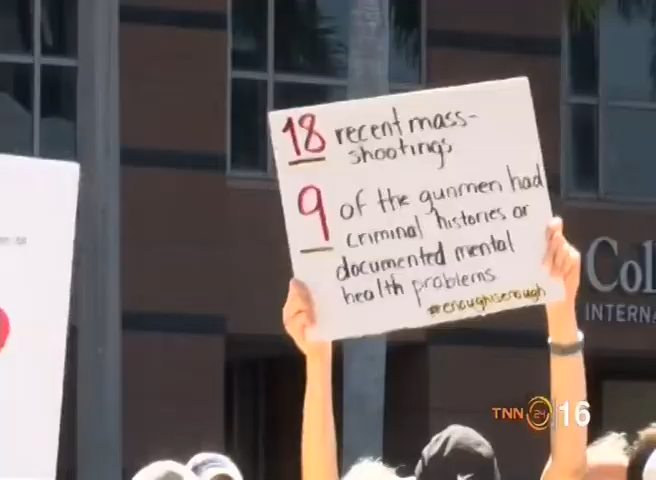 18 recent mass-
shootings
9 of the gunmen had
criminal histories or
documented mental
health problems
#enoughisenough
Col
INTERN
TNN 24 16